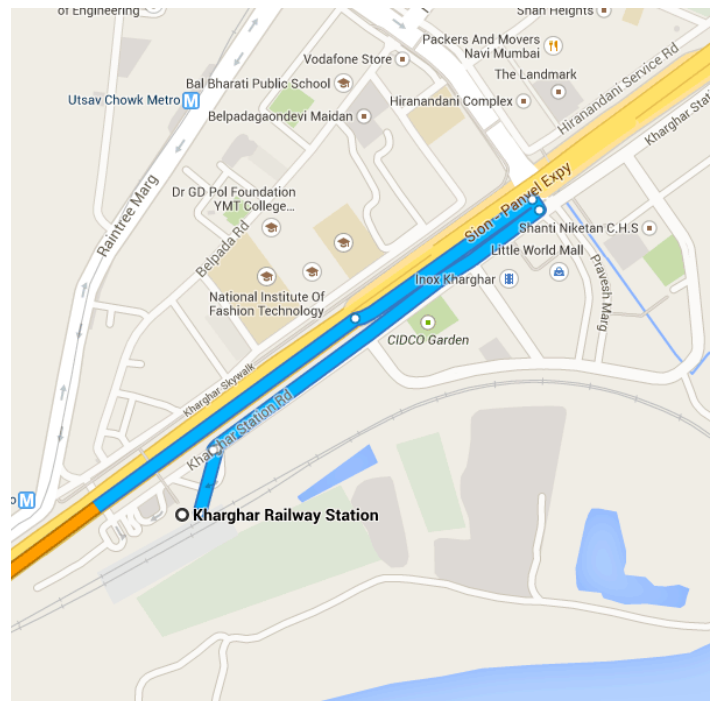 of Engineering
Shah Heights
Packers And Movers
Navi Mumbai
Vodafone Store
The Landmark
Hiranandani Service Rd
Bal Bharati Public School
Utsav Chowk Metro
M
Hiranandani Complex
Belpadagaondevi Maidan
Kharghar Sta
Dr GD Pol Foundation
YMT College...
Raintree Marg
Belpada Rd
Sion - Panvel Expy
Shanti Niketan C.H.S
Little World Mall
Inox Kharghar
National Institute Of
Fashion Technology
Pravesh Marg
CIDCO Garden
Kharghar Skywalk
Kharghar Station Rd
M
Kharghar Railway Station